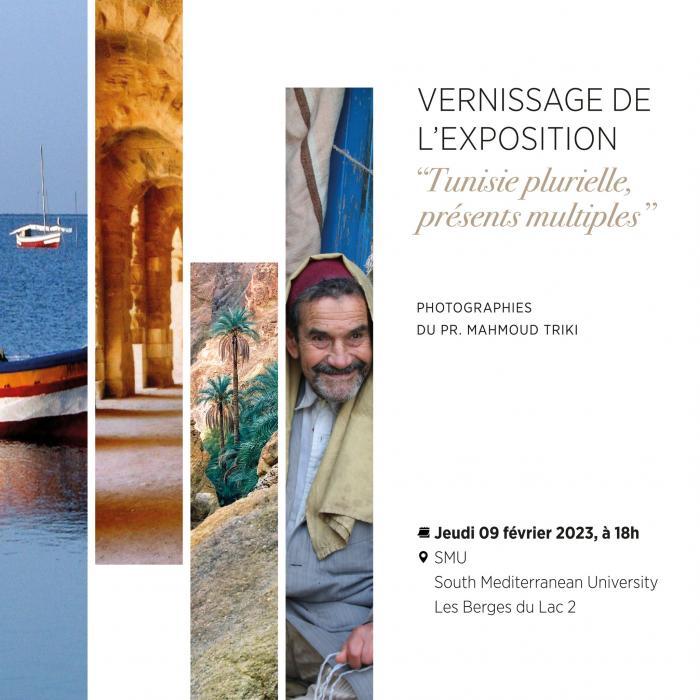 VERNISSAGE DE
L'EXPOSITION
“Tunisie plurielle,
présents multiples”
PHOTOGRAPHIES
DU PR. MAHMOUD TRIKI
Jeudi 09 février 2023, à 18h
SMU
South Mediterranean University
Les Berges du Lac 2